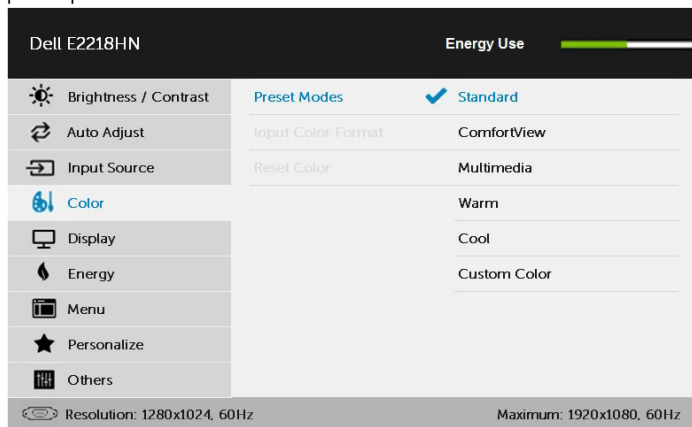 Dell E2218HN Energy Use
Brightness / Contrast Preset Modes Standard
Auto Adjust Input Color Format ComfortView
Input Source Reset Color Multimedia
Color Warm
Display Cool
Energy Custom Color
Menu
Personalize
Others
Resolution: 1280x1024, 60Hz Maximum: 1920x1080, 60Hz